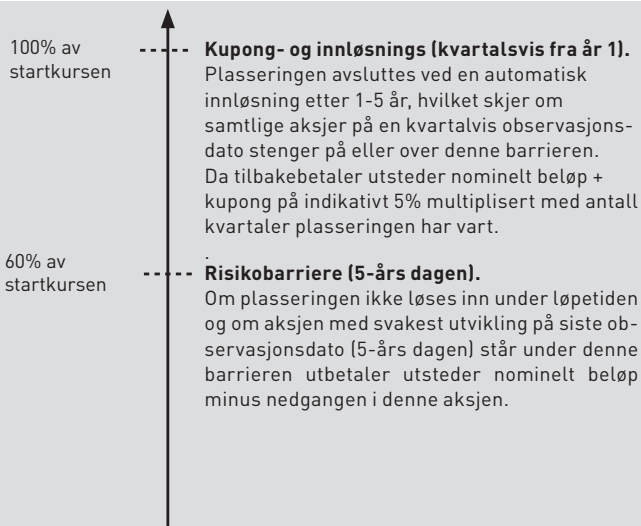 100% av
startkursen
Kupong- og innløsnings (kvartalsvis fra år 1).
Plasseringen avsluttes ved en automatisk
innløsning etter 1-5 år, hvilket skjer om
samtlige aksjer på en kvartalvis observasjons-
dato stenger på eller over denne barrieren.
Da tilbakebetaler utsteder nominelt beløp +
kupong på indikativt 5% multiplisert med antall
kvartaler plasseringen har vart.
.
60% av
startkursen
Risikobarriere (5-års dagen).
Om plasseringen ikke løses inn under løpetiden
og om aksjen med svakest utvikling på siste ob-
servasjonsdato (5-års dagen) står under denne
barrieren utbetaler utsteder nominelt beløp
minus nedgangen i denne aksjen.